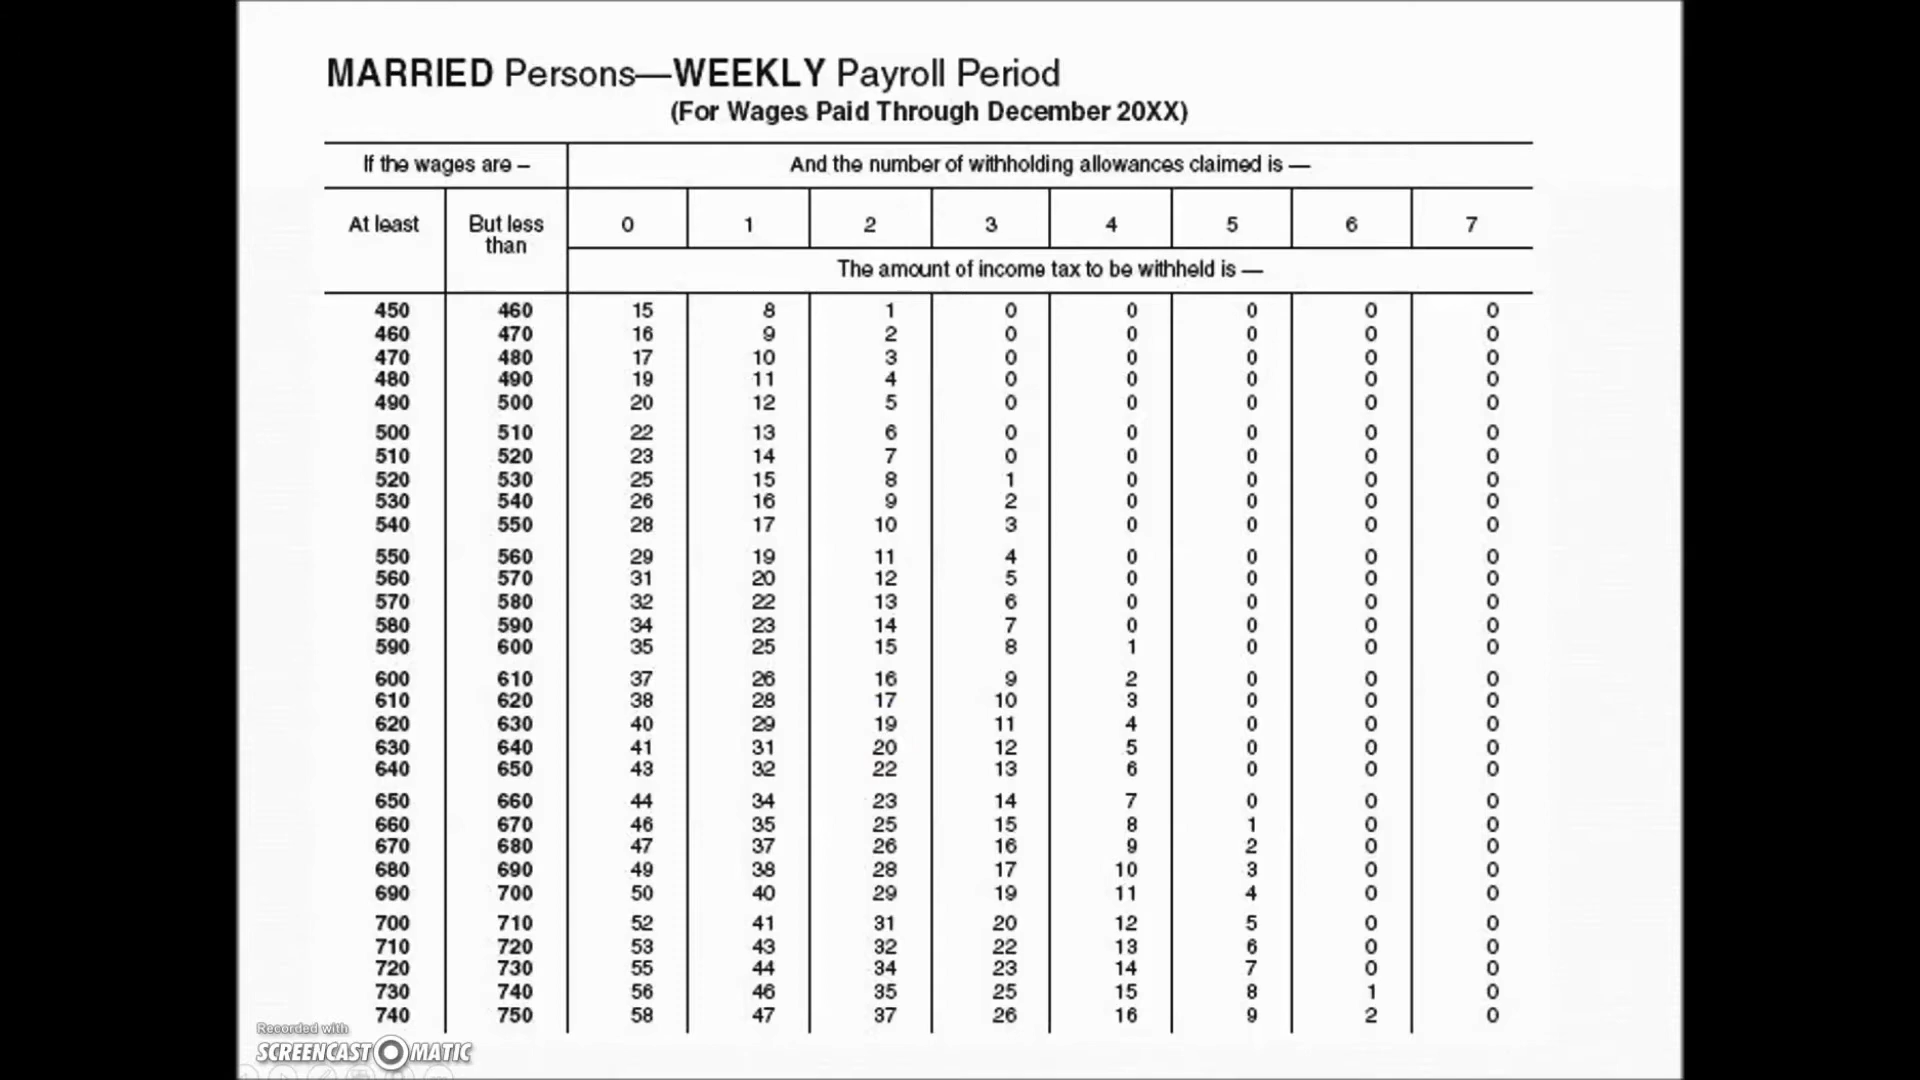 MARRIED Persons—WEEKLY Payroll Period
(For Wages Paid Through December 20XX)
If the wages are – And the number of withholding allowances claimed is —
At least But less than 0 1 2 3 4 5 6 7
The amount of income tax to be withheld is —
450 460 15 8 1 0 0 0 0 0
460 470 16 9 2 0 0 0 0 0
470 480 17 10 3 0 0 0 0 0
480 490 19 11 4 0 0 0 0 0
490 500 20 12 5 0 0 0 0 0
500 510 22 13 6 0 0 0 0 0
510 520 23 14 7 0 0 0 0 0
520 530 25 15 8 1 0 0 0 0
530 540 26 16 9 2 0 0 0 0
540 550 28 17 10 3 0 0 0 0
550 560 29 19 11 4 0 0 0 0
560 570 31 20 12 5 0 0 0 0
570 580 32 22 13 6 0 0 0 0
580 590 34 23 14 7 0 0 0 0
590 600 35 25 15 8 1 0 0 0
600 610 37 26 16 9 2 0 0 0
610 620 38 28 17 10 3 0 0 0
620 630 40 29 19 11 4 0 0 0
630 640 41 31 20 12 5 0 0 0
640 650 43 32 22 13 6 0 0 0
650 660 44 34 23 14 7 0 0 0
660 670 46 35 25 15 8 1 0 0
670 680 47 37 26 16 9 2 0 0
680 690 49 38 28 17 10 3 0 0
690 700 50 40 29 19 11 4 0 0
700 710 52 41 31 20 12 5 0 0
710 720 53 43 32 22 13 6 0 0
720 730 55 44 34 23 14 7 0 0
730 740 56 46 35 25 15 8 1 0
740 750 58 47 37 26 16 9 2 0
Recorded with
SCREENCAST-O-MATIC